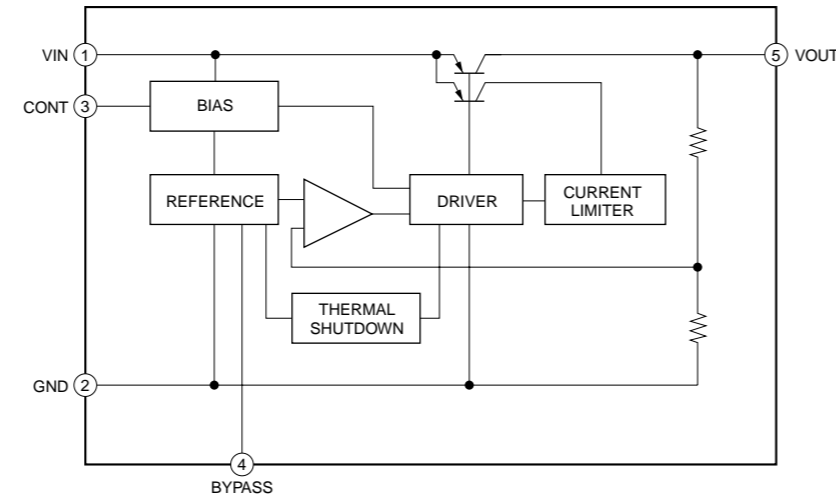 VIN 1
5 VOUT
CONT 3
BIAS
REFERENCE
DRIVER
CURRENT
LIMITER
THERMAL
SHUTDOWN
GND 2
4
BYPASS